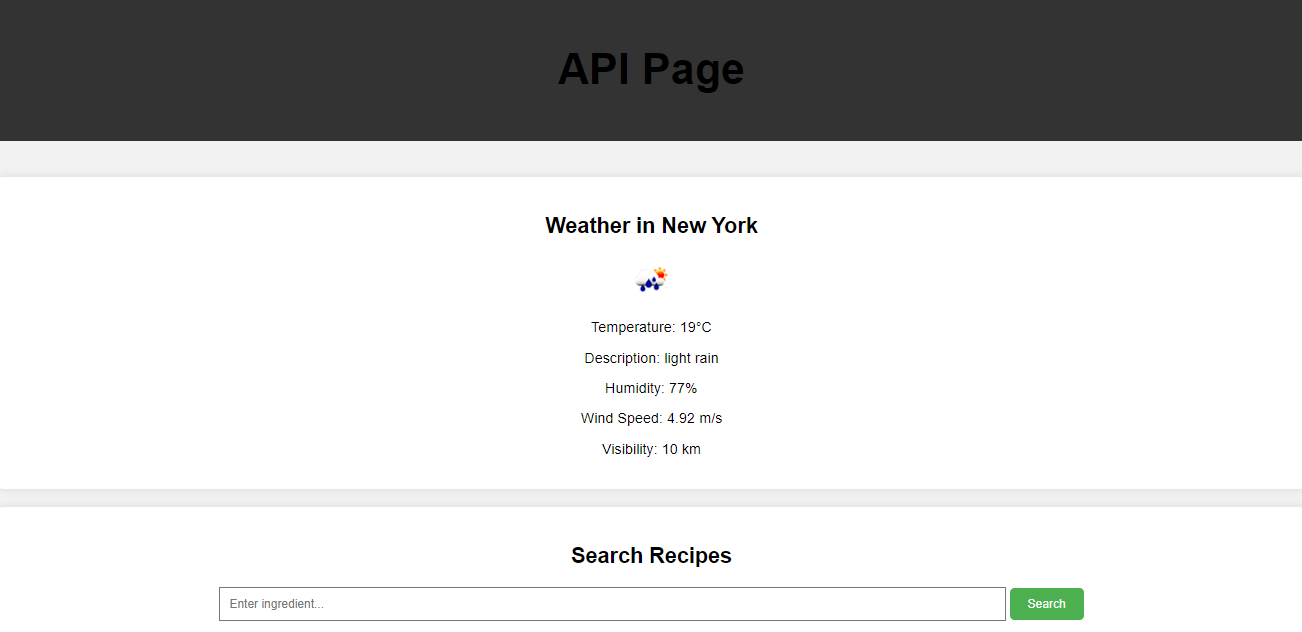 API Page
Weather in New York
Temperature: 19°C
Description: light rain
Humidity: 77%
Wind Speed: 4.92 m/s
Visibility: 10 km
Search Recipes
Enter ingredient... Search